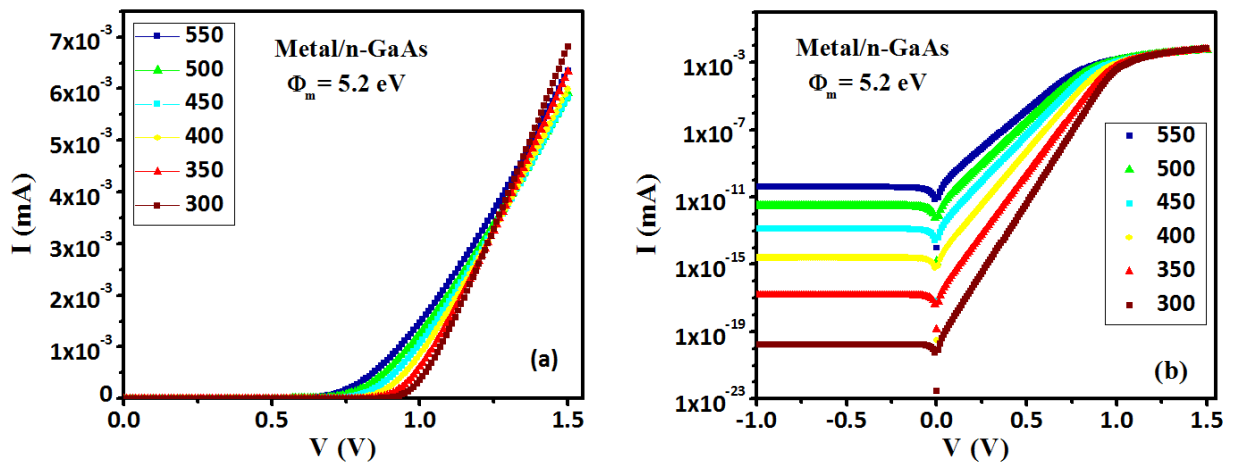 7x10⁻³
6x10⁻³
5x10⁻³
4x10⁻³
3x10⁻³
2x10⁻³
1x10⁻³
0
I (mA)
550
500
450
400
350
300
Metal/n-GaAs
Φm = 5.2 eV
(a)
0.0 0.5 1.0 1.5
V (V)
1x10⁻³
1x10⁻⁷
1x10⁻¹¹
1x10⁻¹⁵
1x10⁻¹⁹
1x10⁻²³
I (mA)
Metal/n-GaAs
Φm = 5.2 eV
550
500
450
400
350
300
(b)
-1.0 -0.5 0.0 0.5 1.0 1.5
V (V)